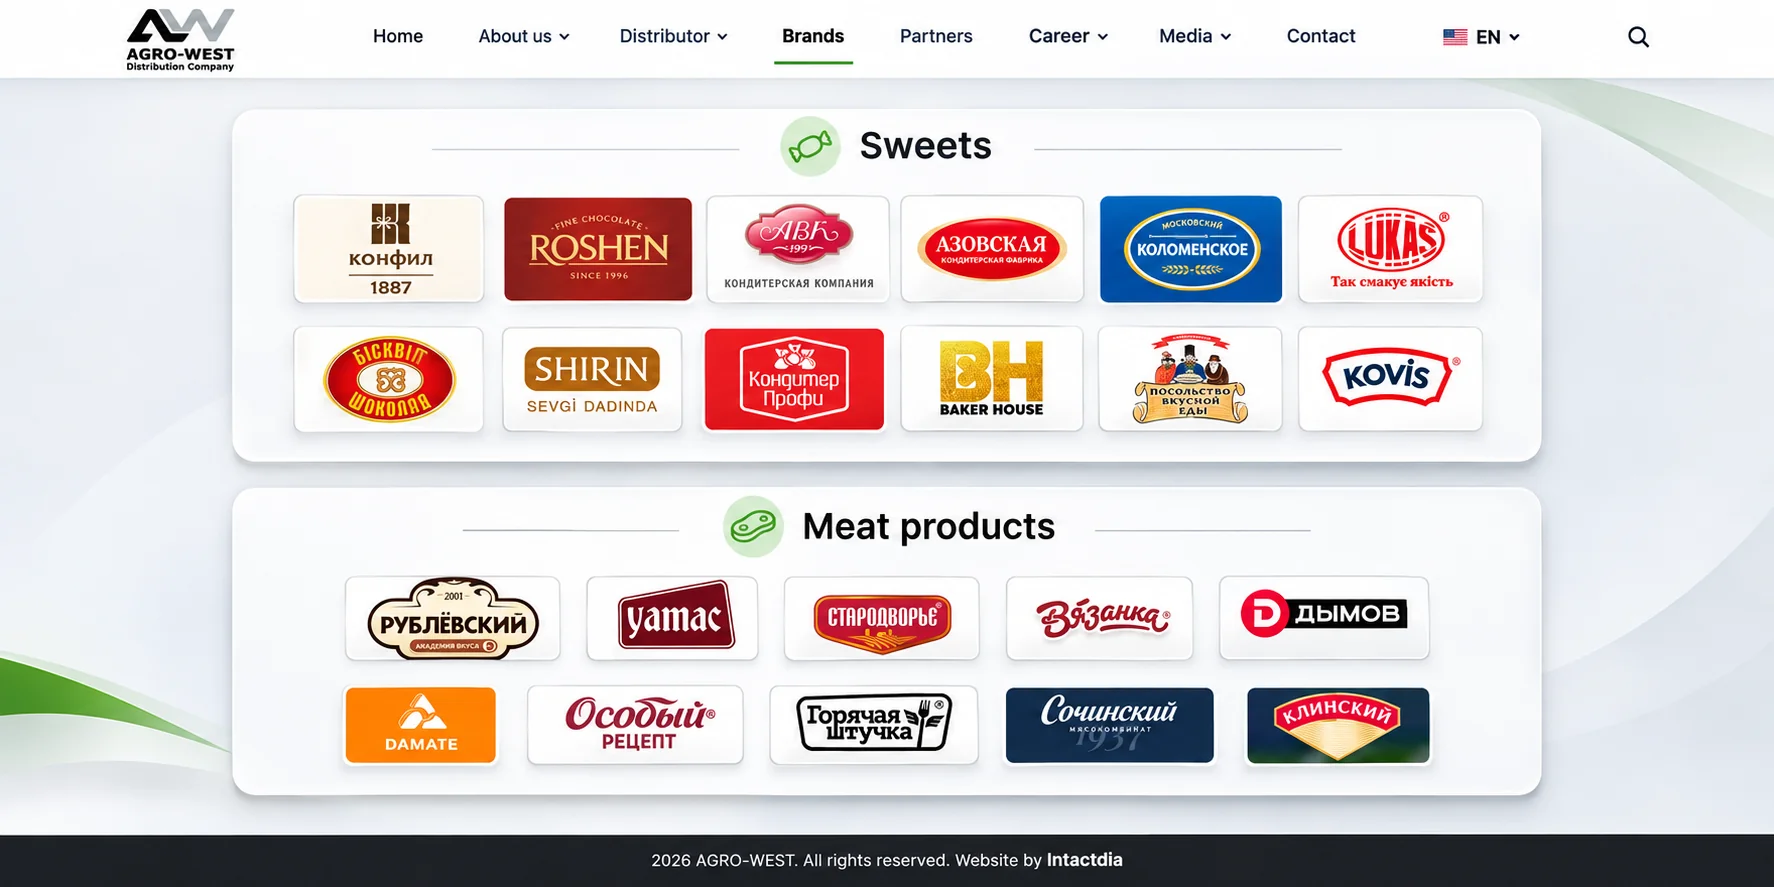 AW
AGRO-WEST
Distribution Company
Home
About us
Distributor
Brands
Partners
Career
Media
Contact
EN
Sweets
конфил
1887
·FINE CHOCOLATE·
ROSHEN
SINCE 1996
АВК
1991
КОНДИТЕРСКАЯ КОМПАНИЯ
АЗОВСКАЯ
КОНДИТЕРСКАЯ ФАБРИКА
МОСКОВСКИЙ
КОЛОМЕНСКОЕ
LUKAS®
Так смакує якість
БІСКВІТ
ШОКОЛАД
SHIRIN
SEVGİ DADINDA
Кондитер
Профи
BH
BAKER HOUSE
ПОСОЛЬСТВО
ВКУСНОЙ
ЕДЫ
KOVIS®
Meat products
-2001-
РУБЛЁВСКИЙ
АКАДЕМИЯ ВКУСА
уатас
СТАРОДВОРЬЕ®
Вязанка®
D ДЫМОВ
DAMATE
Особый®
РЕЦЕПТ
Горячая®
штучка
Сочинский
МЯСОКОМБИНАТ
1937
КЛИНСКИЙ
2026 AGRO-WEST. All rights reserved. Website by Intactdia